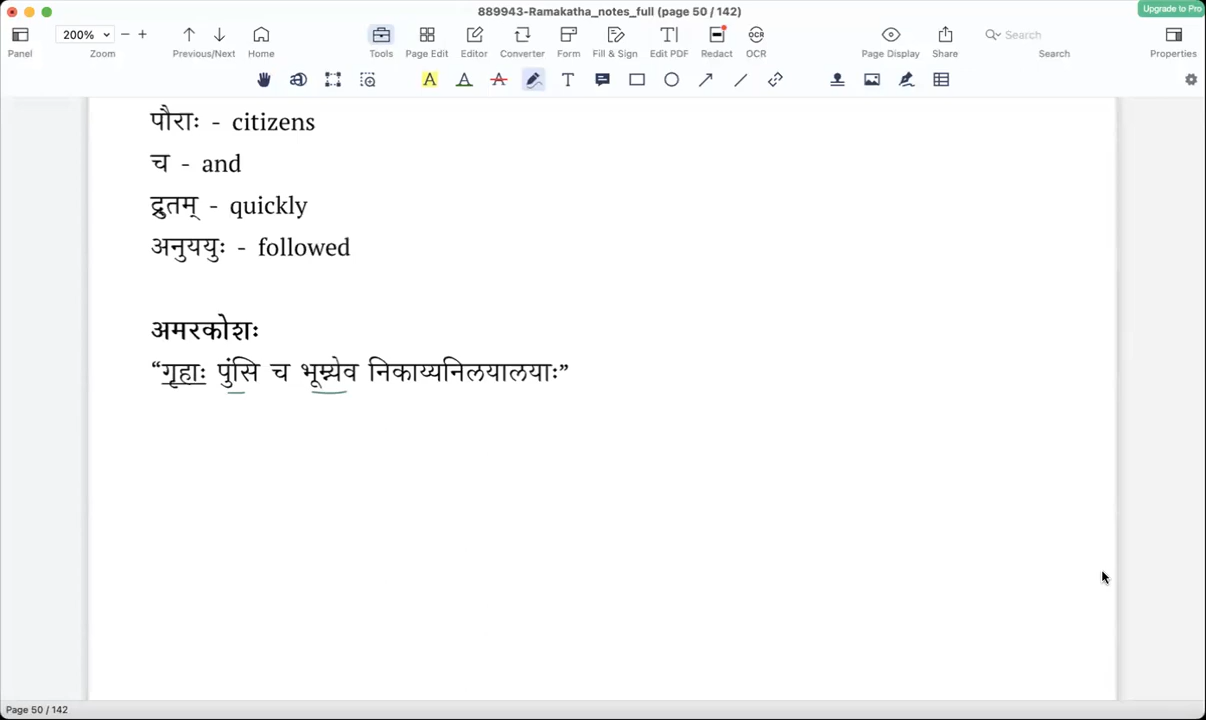 889943-Ramakatha_notes_full (page 50 / 142)
Upgrade to Pro
200%
Panel Zoom Previous/Next Home Tools Page Edit Editor Converter Form Fill & Sign Edit PDF Redact OCR Page Display Share Search Search Properties
पौराः - citizens
च - and
द्रुतम् - quickly
अनुययुः - followed
अमरकोशः
“गृहाः पुंसि च भूम्न्येव निकाय्यनिलयालयाः”
Page 50 / 142